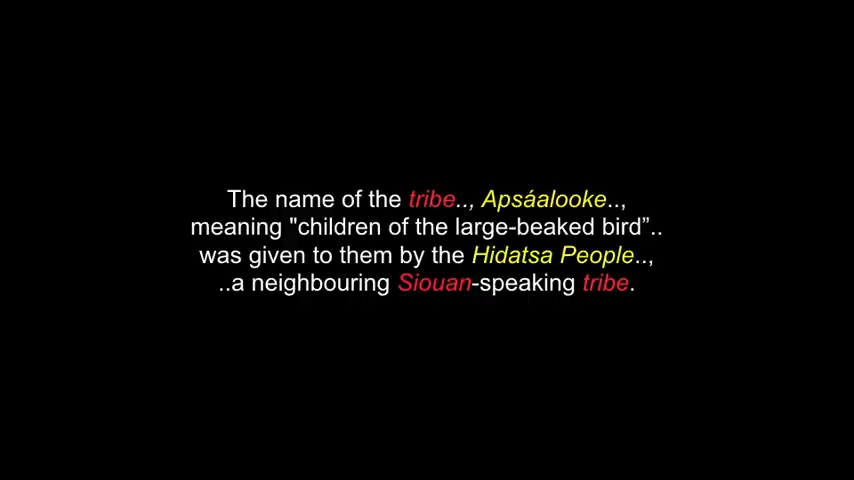 The name of the tribe.., Apsáalooke..,
meaning "children of the large-beaked bird”..
was given to them by the Hidatsa People..,
..a neighbouring Siouan-speaking tribe.